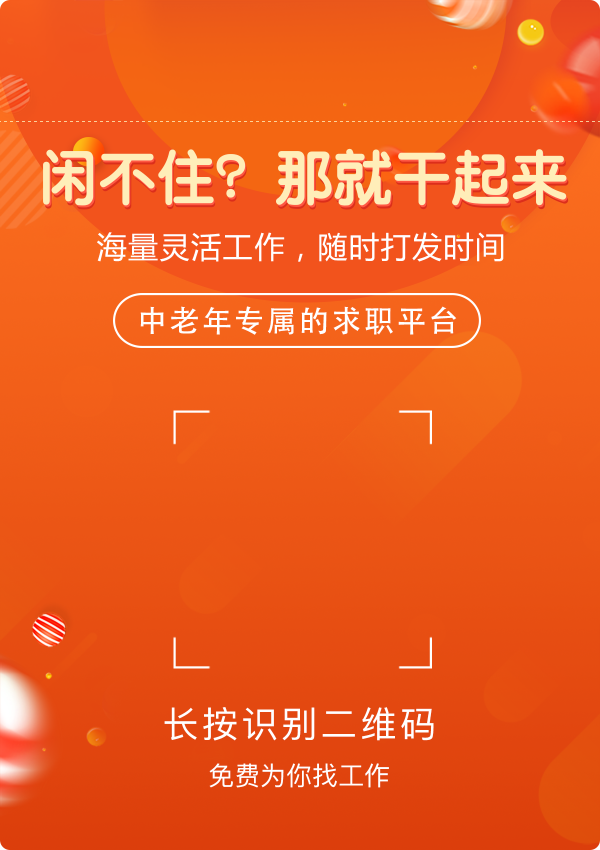 闲不住？那就干起来
海量灵活工作，随时打发时间
中老年专属的求职平台
长按识别二维码
免费为你找工作